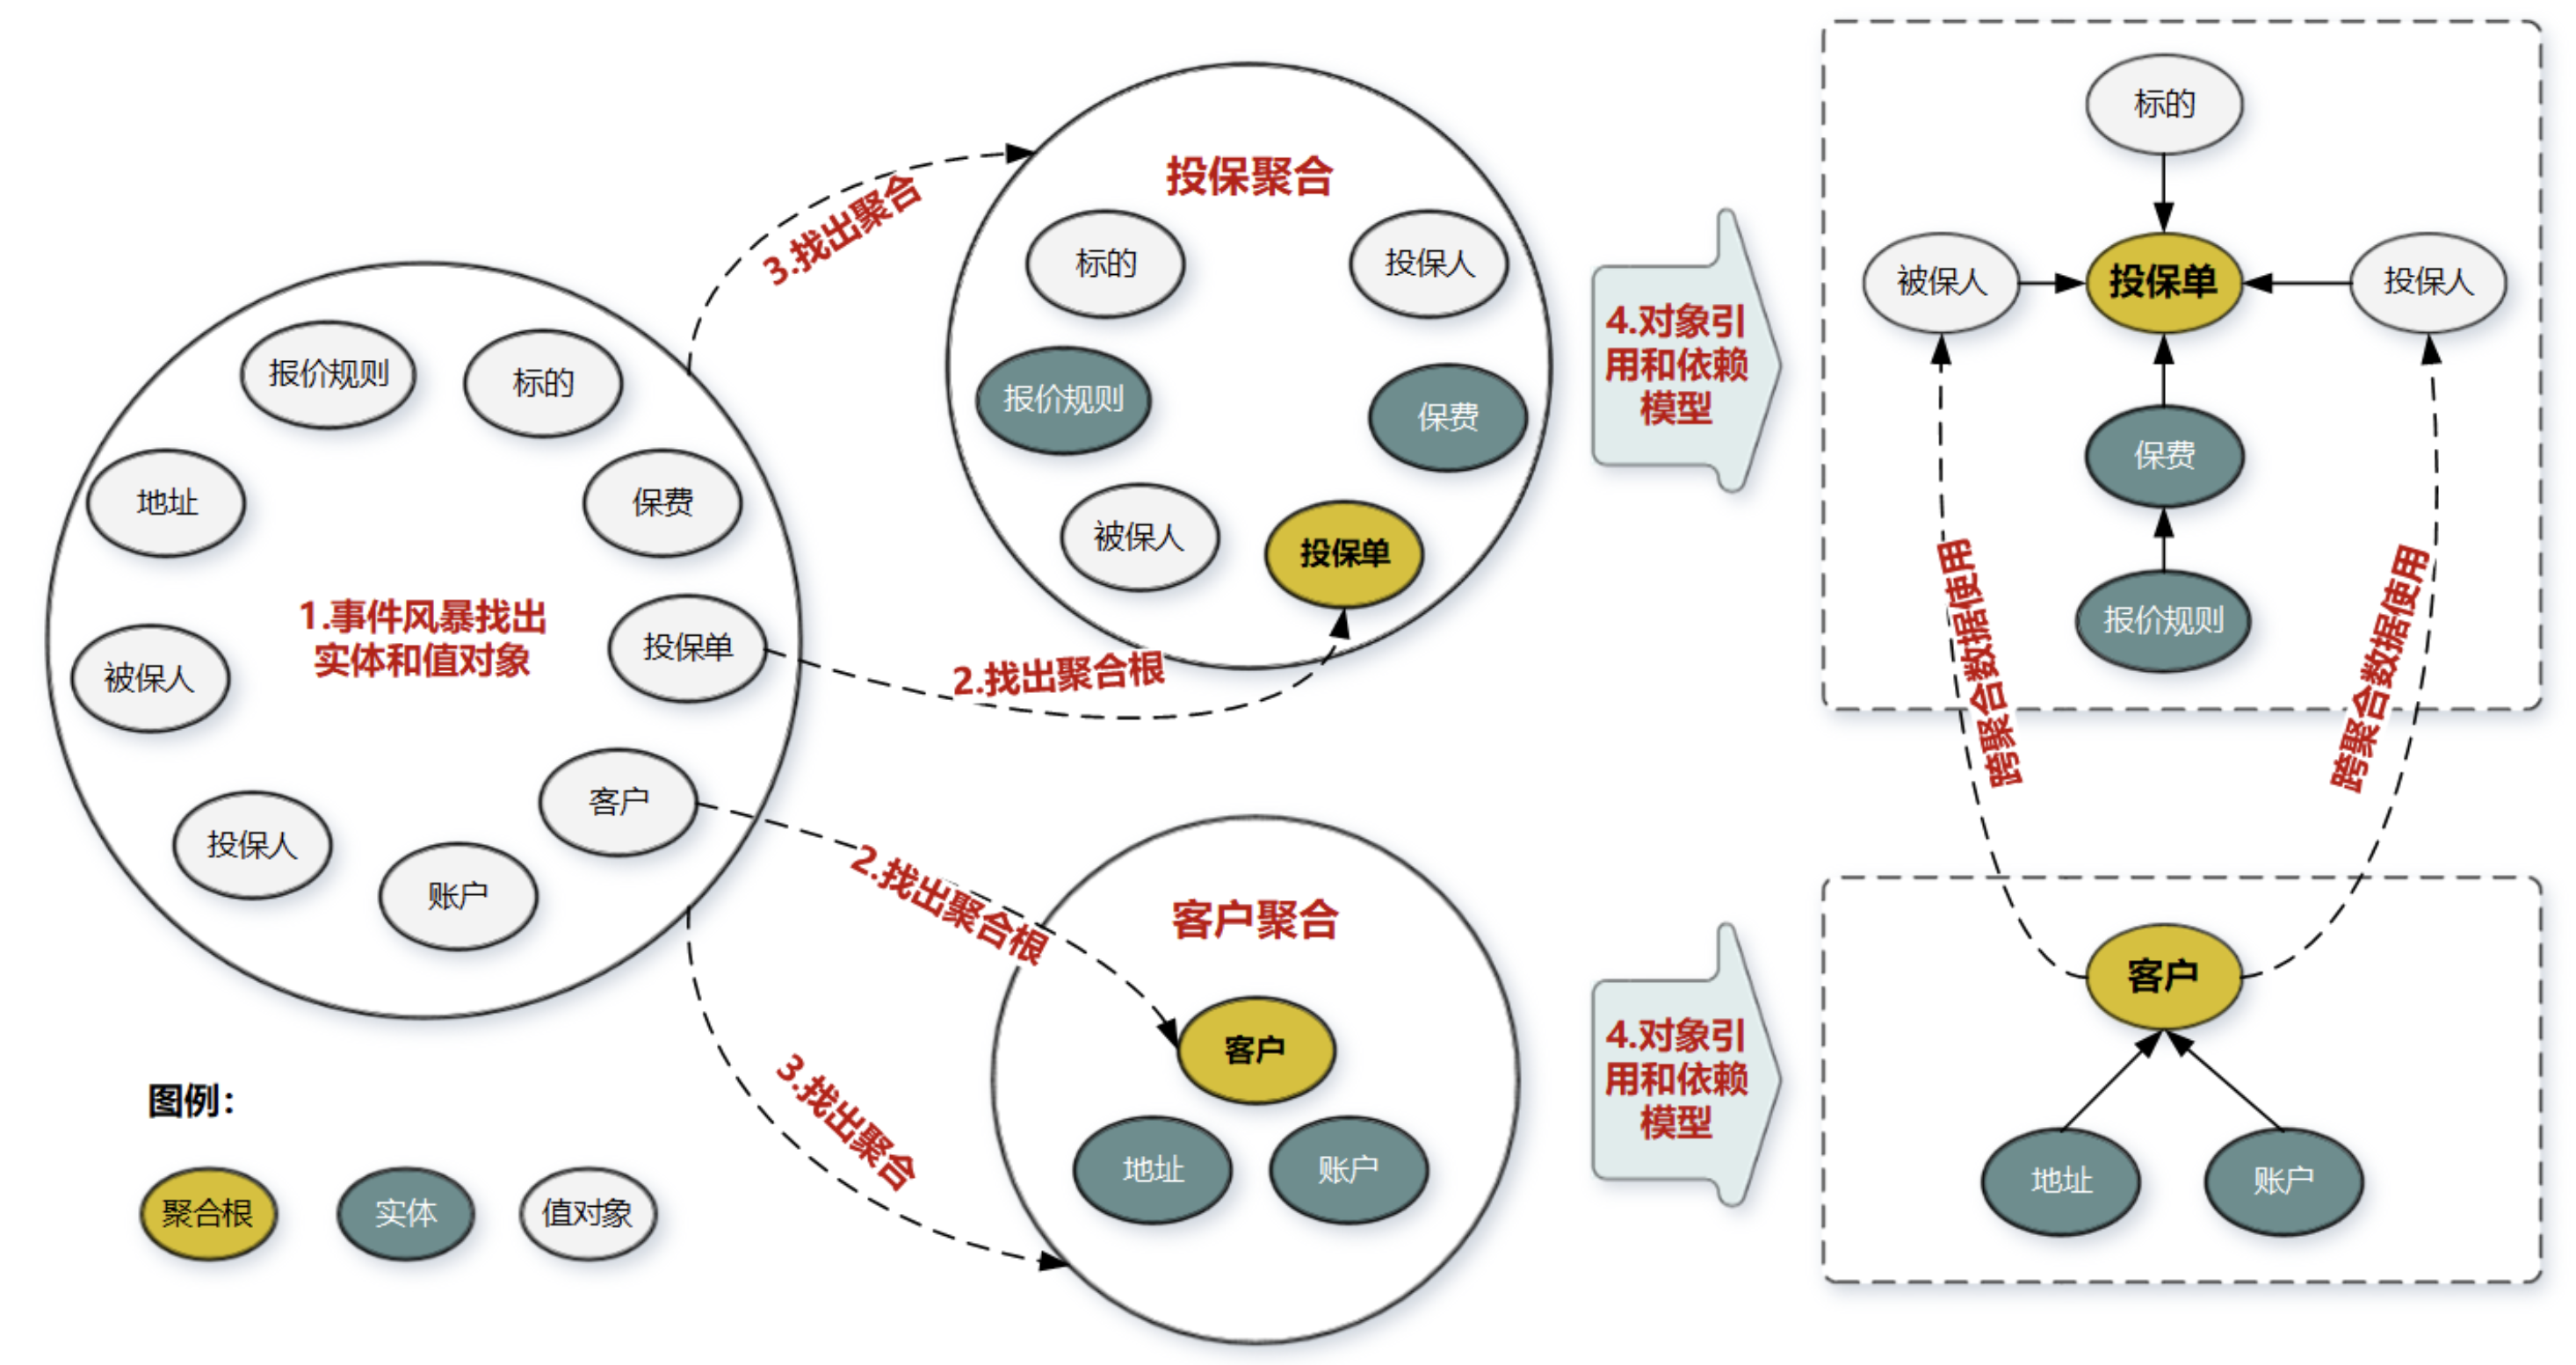 报价规则
标的
地址
保费
1.事件风暴找出
实体和值对象
投保单
被保人
客户
投保人
账户
图例：
聚合根
实体
值对象
3.找出聚合
2.找出聚合根
2.找出聚合根
3.找出聚合
投保聚合
标的
投保人
报价规则
保费
被保人
投保单
客户聚合
客户
地址
账户
4.对象引
用和依赖
模型
4.对象引
用和依赖
模型
标的
被保人
投保单
投保人
保费
报价规则
跨聚合数据使用
跨聚合数据使用
客户
地址
账户